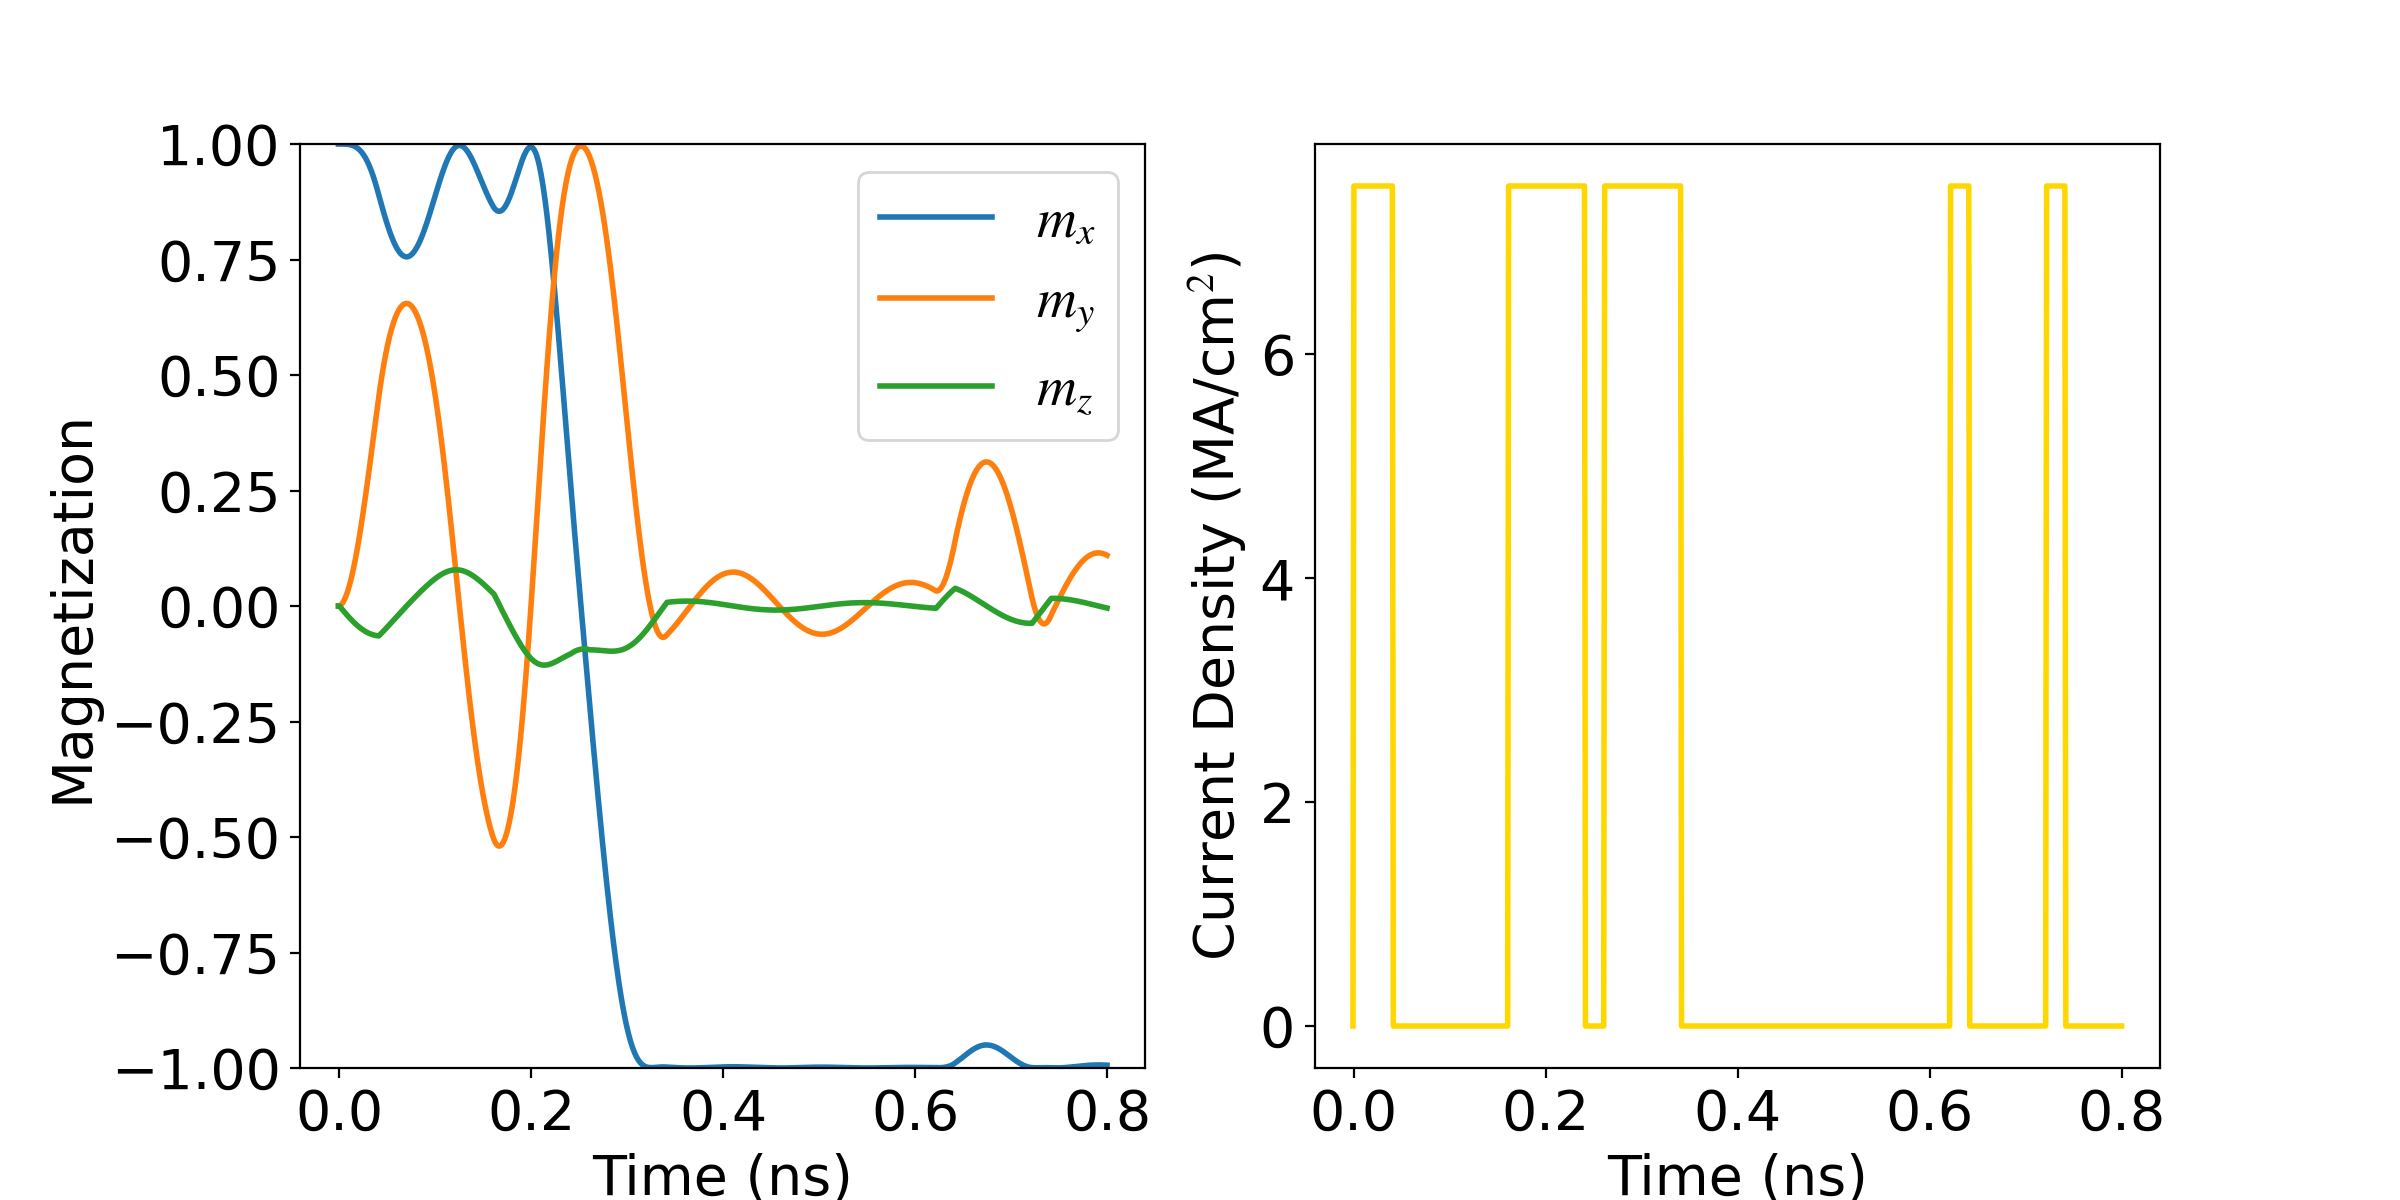 Magnetization
1.00
0.75
0.50
0.25
0.00
−0.25
−0.50
−0.75
−1.00
0.0 0.2 0.4 0.6 0.8
Time (ns)
m_x
m_y
m_z
Current Density (MA/cm²)
6
4
2
0
0.0 0.2 0.4 0.6 0.8
Time (ns)